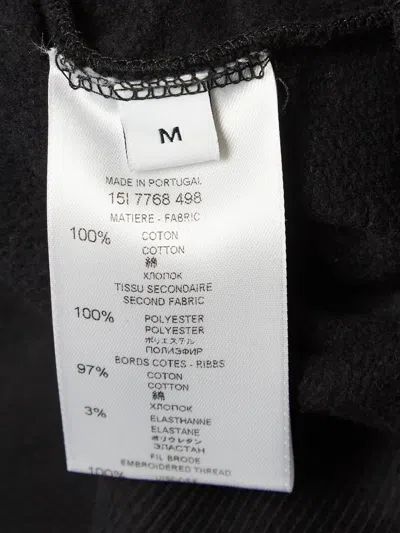 M
MADE IN PORTUGAL
15I 7768 498
MATIERE - FABRIC
100% COTON
COTTON
綿
ХЛОПОК
TISSU SECONDAIRE
SECOND FABRIC
100% POLYESTER
POLYESTER
ポリエステル
ПОЛИЭФИР
BORDS COTES - RIBBS
97% COTON
COTTON
綿
ХЛОПОК
3% ELASTHANNE
ELASTANE
ポリウレタン
ЭЛАСТАН
FIL BRODE
EMBROIDERED THREAD
100%